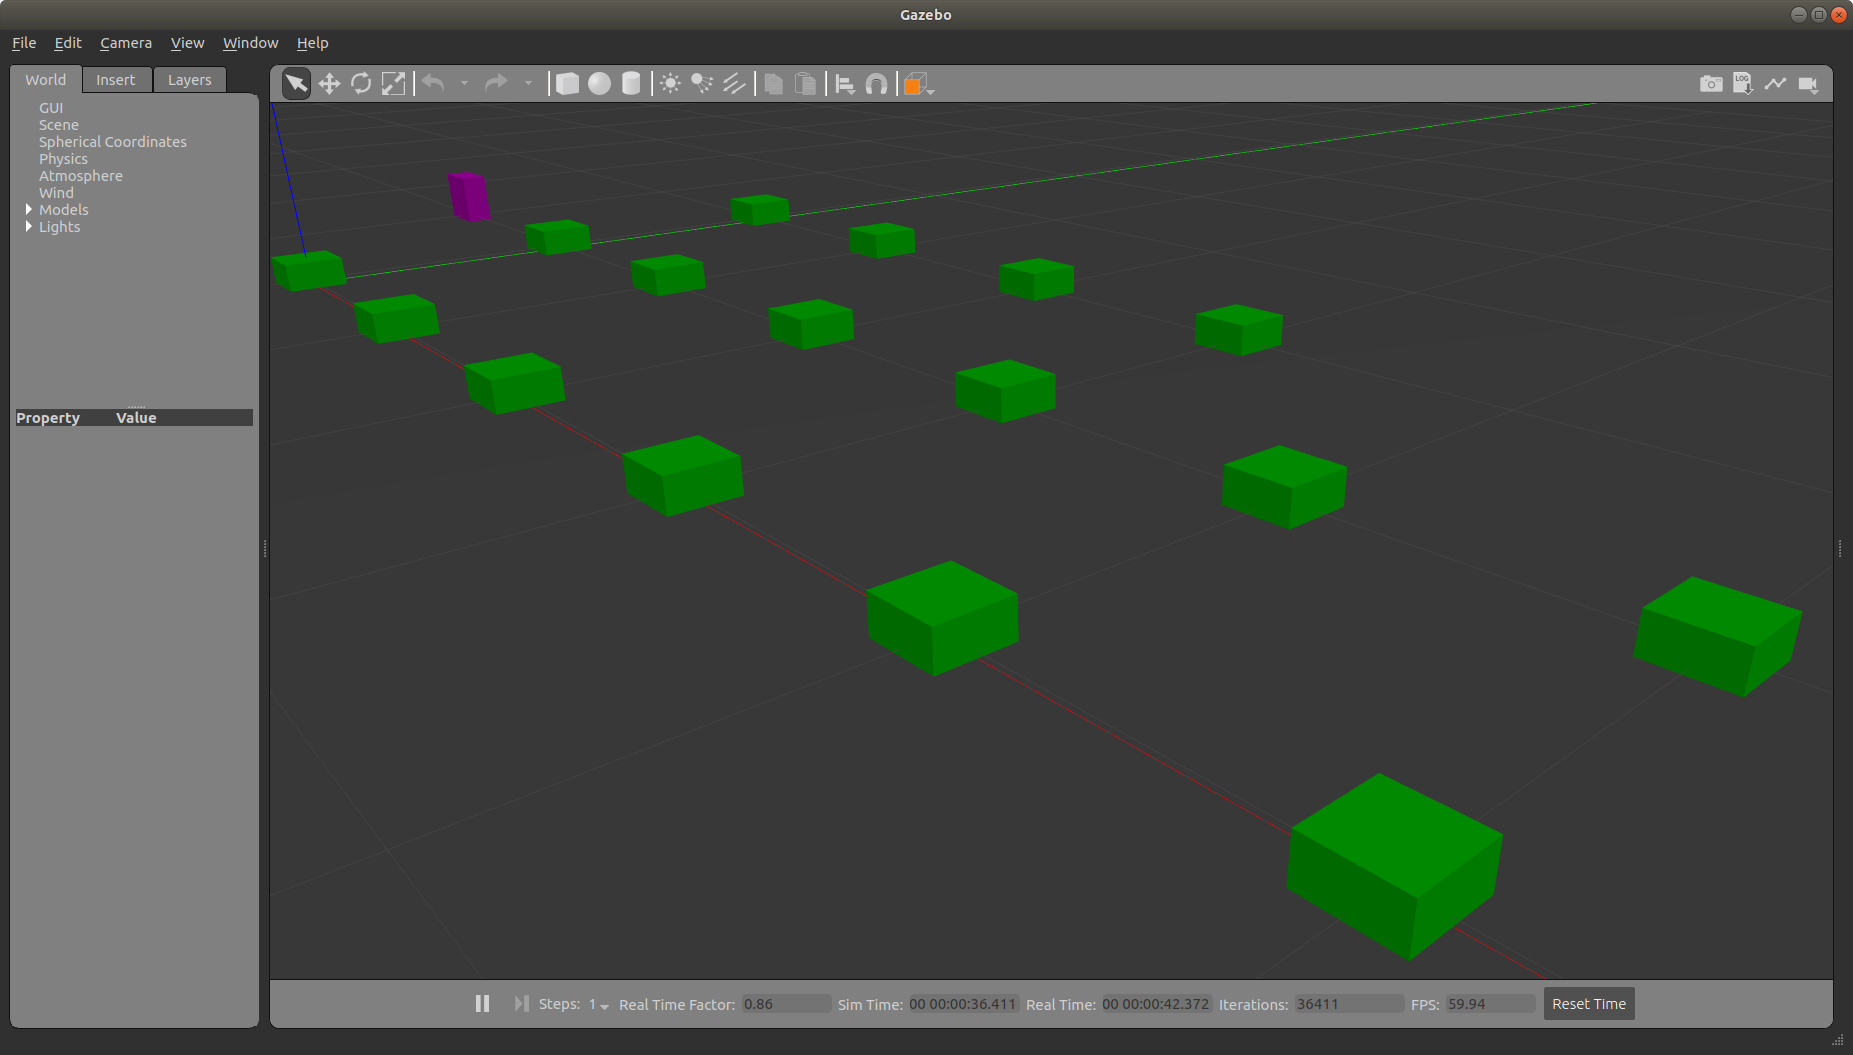 Gazebo
File Edit Camera View Window Help
World Insert Layers
LOG
GUI
Scene
Spherical Coordinates
Physics
Atmosphere
Wind
Models
Lights
Property Value
Steps: 1 Real Time Factor: 0.86 Sim Time: 00 00:00:36.411 Real Time: 00 00:00:42.372 Iterations: 36411 FPS: 59.94 Reset Time